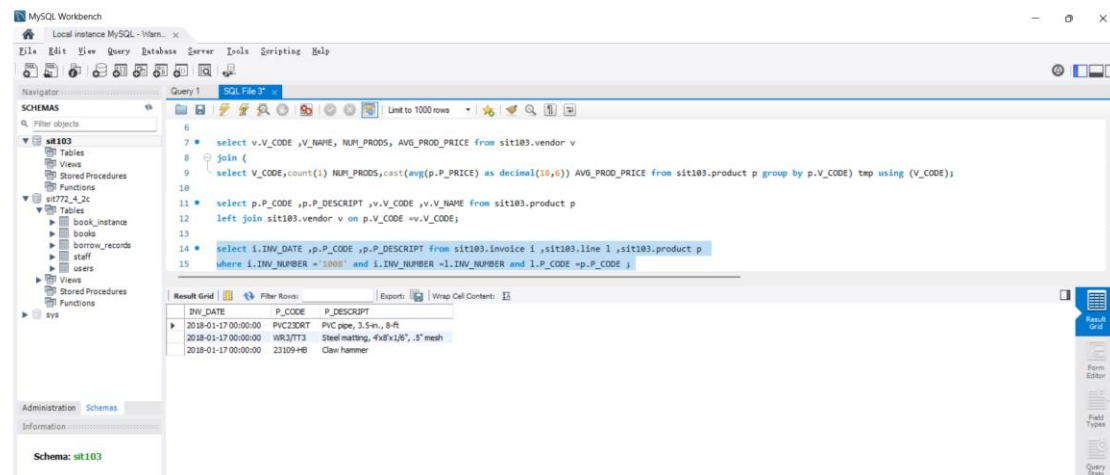 MySQL Workbench
Local instance MySQL - Warn..
File Edit View Query Database Server Tools Scripting Help
Navigator
Query 1
SQL File 3*
SCHEMAS
Limit to 1000 rows
Filter objects
sit103
Tables
Views
Stored Procedures
Functions
sit772_4_2c
Tables
book_instance
books
borrow_records
staff
users
Views
Stored Procedures
Functions
sys
6
7 select v.V_CODE ,V_NAME, NUM_PRODS, AVG_PROD_PRICE from sit103.vendor v
8 join (
9 select V_CODE,count(1) NUM_PRODS,cast(avg(p.P_PRICE) as decimal(18,6)) AVG_PROD_PRICE from sit103.product p group by p.V_CODE) tmp using (V_CODE);
10
11 select p.P_CODE ,p.P_DESCRIPT ,v.V_CODE ,v.V_NAME from sit103.product p
12 left join sit103.vendor v on p.V_CODE =v.V_CODE;
13
14 select i.INV_DATE ,p.P_CODE ,p.P_DESCRIPT from sit103.invoice i ,sit103.line l ,sit103.product p
15 where i.INV_NUMBER ='1008' and i.INV_NUMBER =l.INV_NUMBER and l.P_CODE =p.P_CODE ;
Result Grid
Filter Rows:
Export:
Wrap Cell Content:
INV_DATE P_CODE P_DESCRIPT
2018-01-17 00:00:00 PVC23DRT PVC pipe, 3.5-in., 8-ft
2018-01-17 00:00:00 WR3/TT3 Steel matting, 4'x8'x1/6", .5" mesh
2018-01-17 00:00:00 23109-HB Claw hammer
Result
Grid
Form
Editor
Field
Types
Query
Stats
Administration Schemas
Information
Schema: sit103